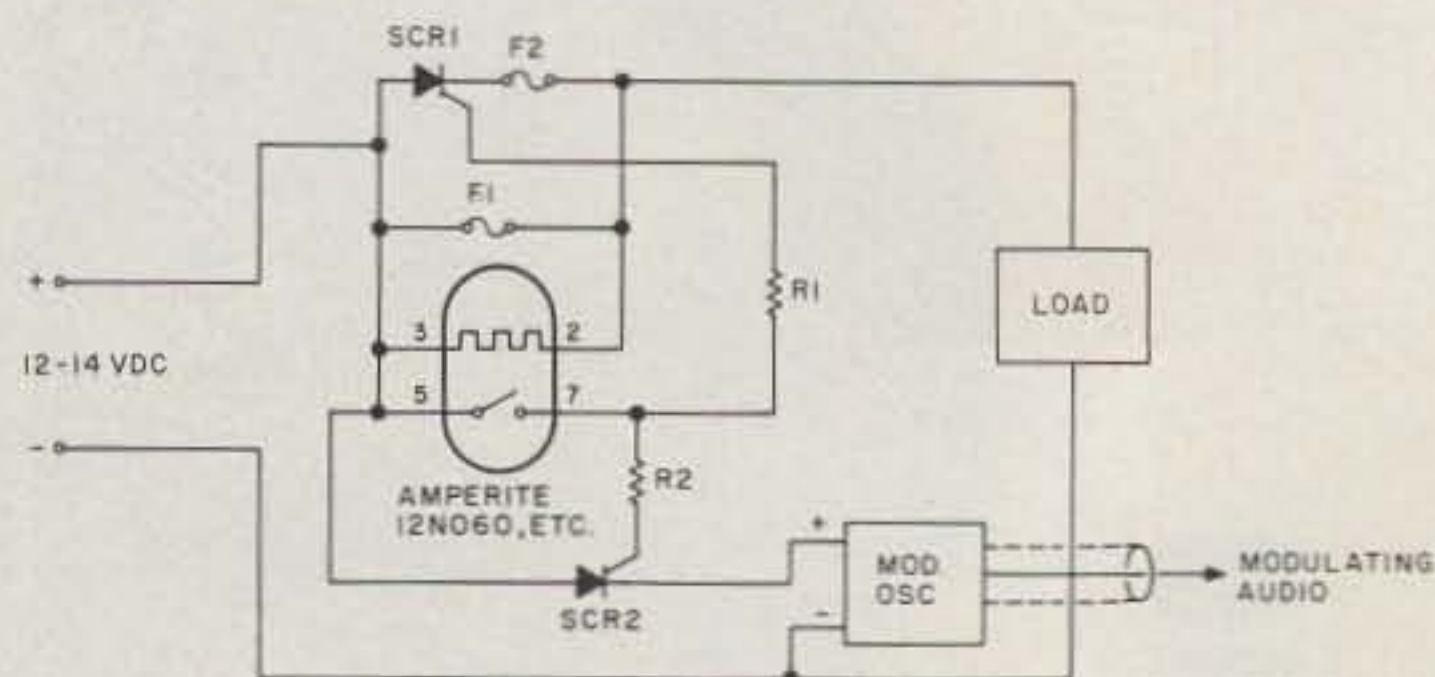 SCR1
F2
F1
R1
LOAD
+
12-14 VDC
-
3
2
5
7
R2
AMPERITE
12N060, ETC.
SCR2
+
-
MOD
OSC
MODULATING
AUDIO